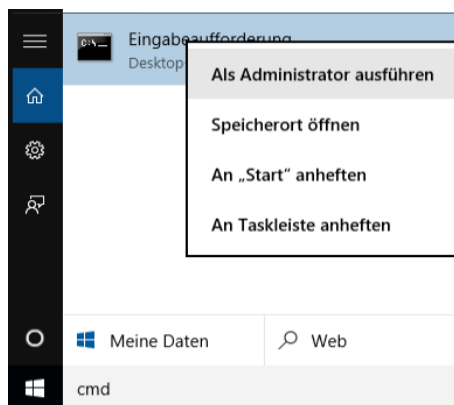 Eingabeaufforderung
Desktop
Als Administrator ausführen
Speicherort öffnen
An „Start“ anheften
An Taskleiste anheften
Meine Daten
Web
cmd